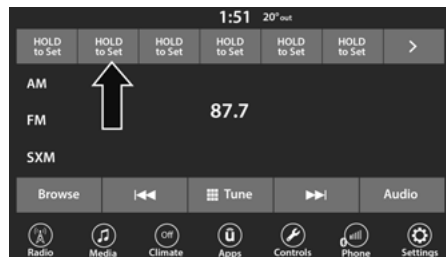 1:51 20° out
HOLD to Set HOLD to Set HOLD to Set HOLD to Set HOLD to Set HOLD to Set >
AM
87.7
FM
SXM
Browse Tune Audio
Off ū
Radio Media Climate Apps Controls Phone Settings